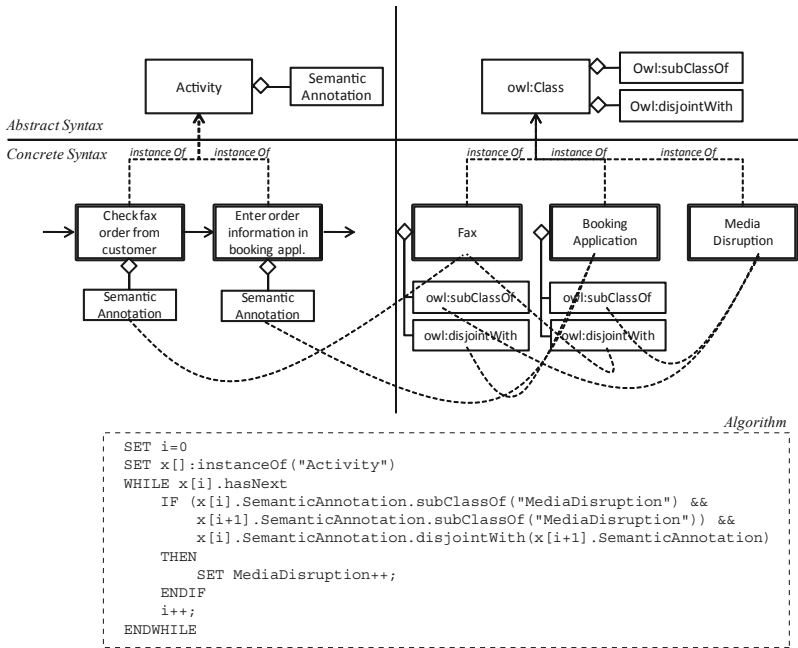 Activity
Semantic
Annotation
owl:Class
Owl:subClassOf
Owl:disjointWith
Abstract Syntax
Concrete Syntax
instance Of
instance Of
instance Of
instance Of
instance Of
Check fax
order from
customer
Enter order
information in
booking appl.
Fax
Booking
Application
Media
Disruption
Semantic
Annotation
Semantic
Annotation
owl:subClassOf
owl:subClassOf
owl:disjointWith
owl:disjointWith
Algorithm
SET i=0
SET x[]:instanceOf("Activity")
WHILE x[i].hasNext
IF (x[i].SemanticAnnotation.subClassOf("MediaDisruption") &&
x[i+1].SemanticAnnotation.subClassOf("MediaDisruption")) &&
x[i].SemanticAnnotation.disjointWith(x[i+1].SemanticAnnotation)
THEN
SET MediaDisruption++;
ENDIF
i++;
ENDWHILE